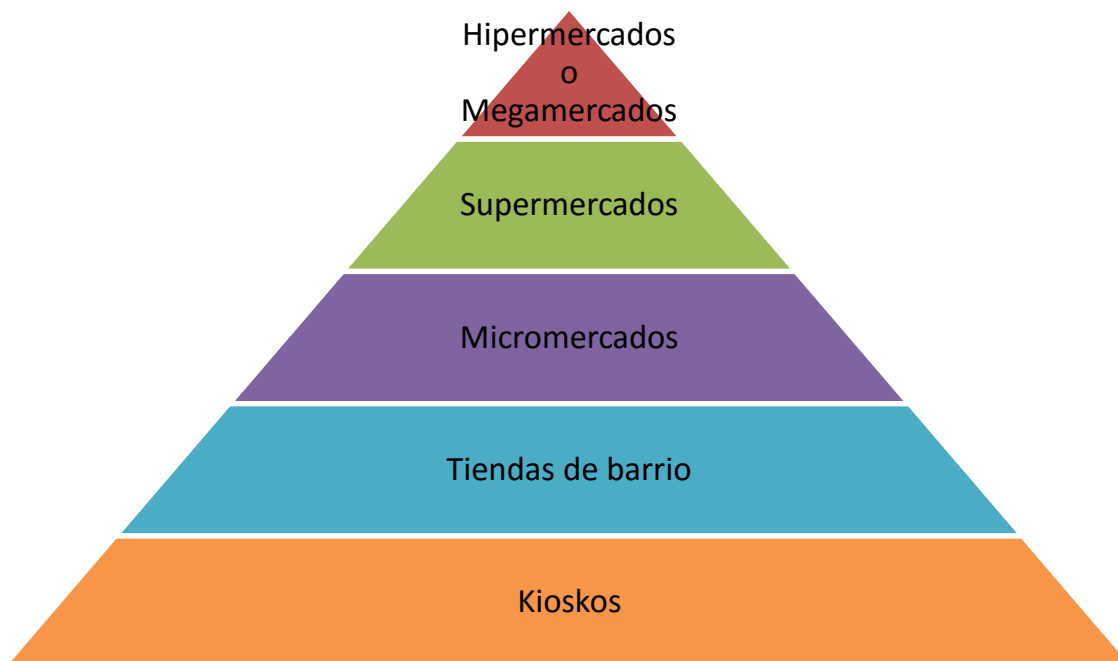 Hipermercados
o
Megamercados
Supermercados
Micromercados
Tiendas de barrio
Kioskos